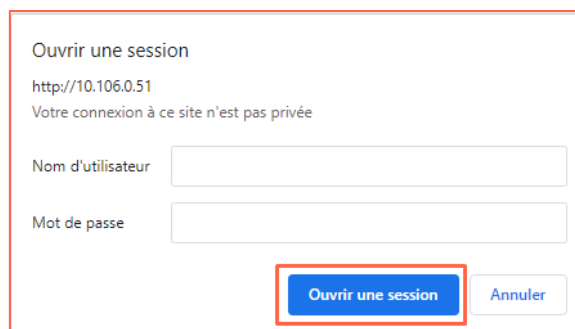 Ouvrir une session
http://10.106.0.51
Votre connexion à ce site n'est pas privée
Nom d'utilisateur
Mot de passe
Ouvrir une session Annuler